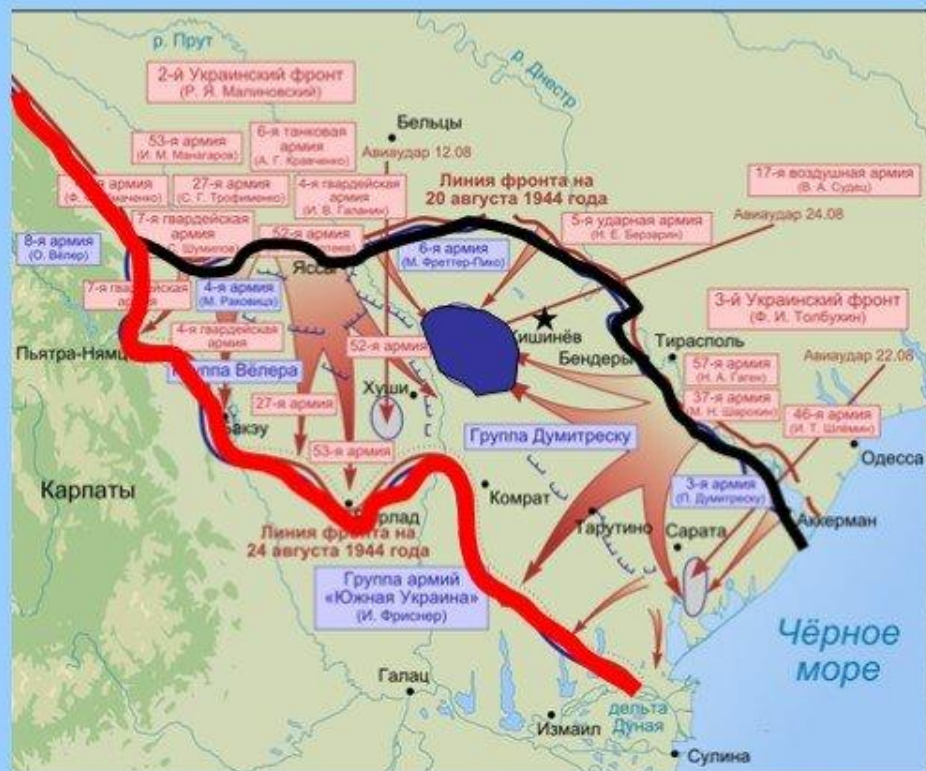 р. Прут
2-й Украинский фронт
(Р. Я. Малиновский)
р. Днестр
6-я танковая
армия
(А. Г. Кравченко)
Бельцы
Авиаудар 12.08
53-я армия
(И. М. Манагаров)
17-я воздушная армия
(В. А. Судец)
Линия фронта на
20 августа 1944 года
27-я армия
(С. Г. Трофименко)
4-я гвардейская
армия
(И. В. Галанин)
армия
Авиаудар 24.08
7-я гвардейская
армия
Шумилов)
52-я армия
5-я ударная армия
(Н. Э. Берзарин)
8-я армия
(О. Вёлер)
6-я армия
(М. Фреттер-Пико)
Яссы
7-я гвардейская
армия
4-я армия
(М. Раковицэ)
3-й Украинский фронт
(Ф. И. Толбухин)
4-я гвардейская
армия
52-я армия
Тирасполь
Бендеры
Авиаудар 22.08
Группа Вёлера
57-я армия
(Н. А. Гаген)
37-я армия
(М. Н. Шарохин)
Хуши
27-я армия
46-я армия
(И. Т. Шлёмин)
Группа Думитреску
53-я армия
Одесса
3-я армия
(П. Думитреску)
Карпаты
Комрат
Аккерман
Тарутино
Сарата
Линия фронта на
24 августа 1944 года
Группа армий
«Южная Украина»
(И. Фриснер)
Чёрное
море
Галац
дельта
Дуная
Измаил
Сулина